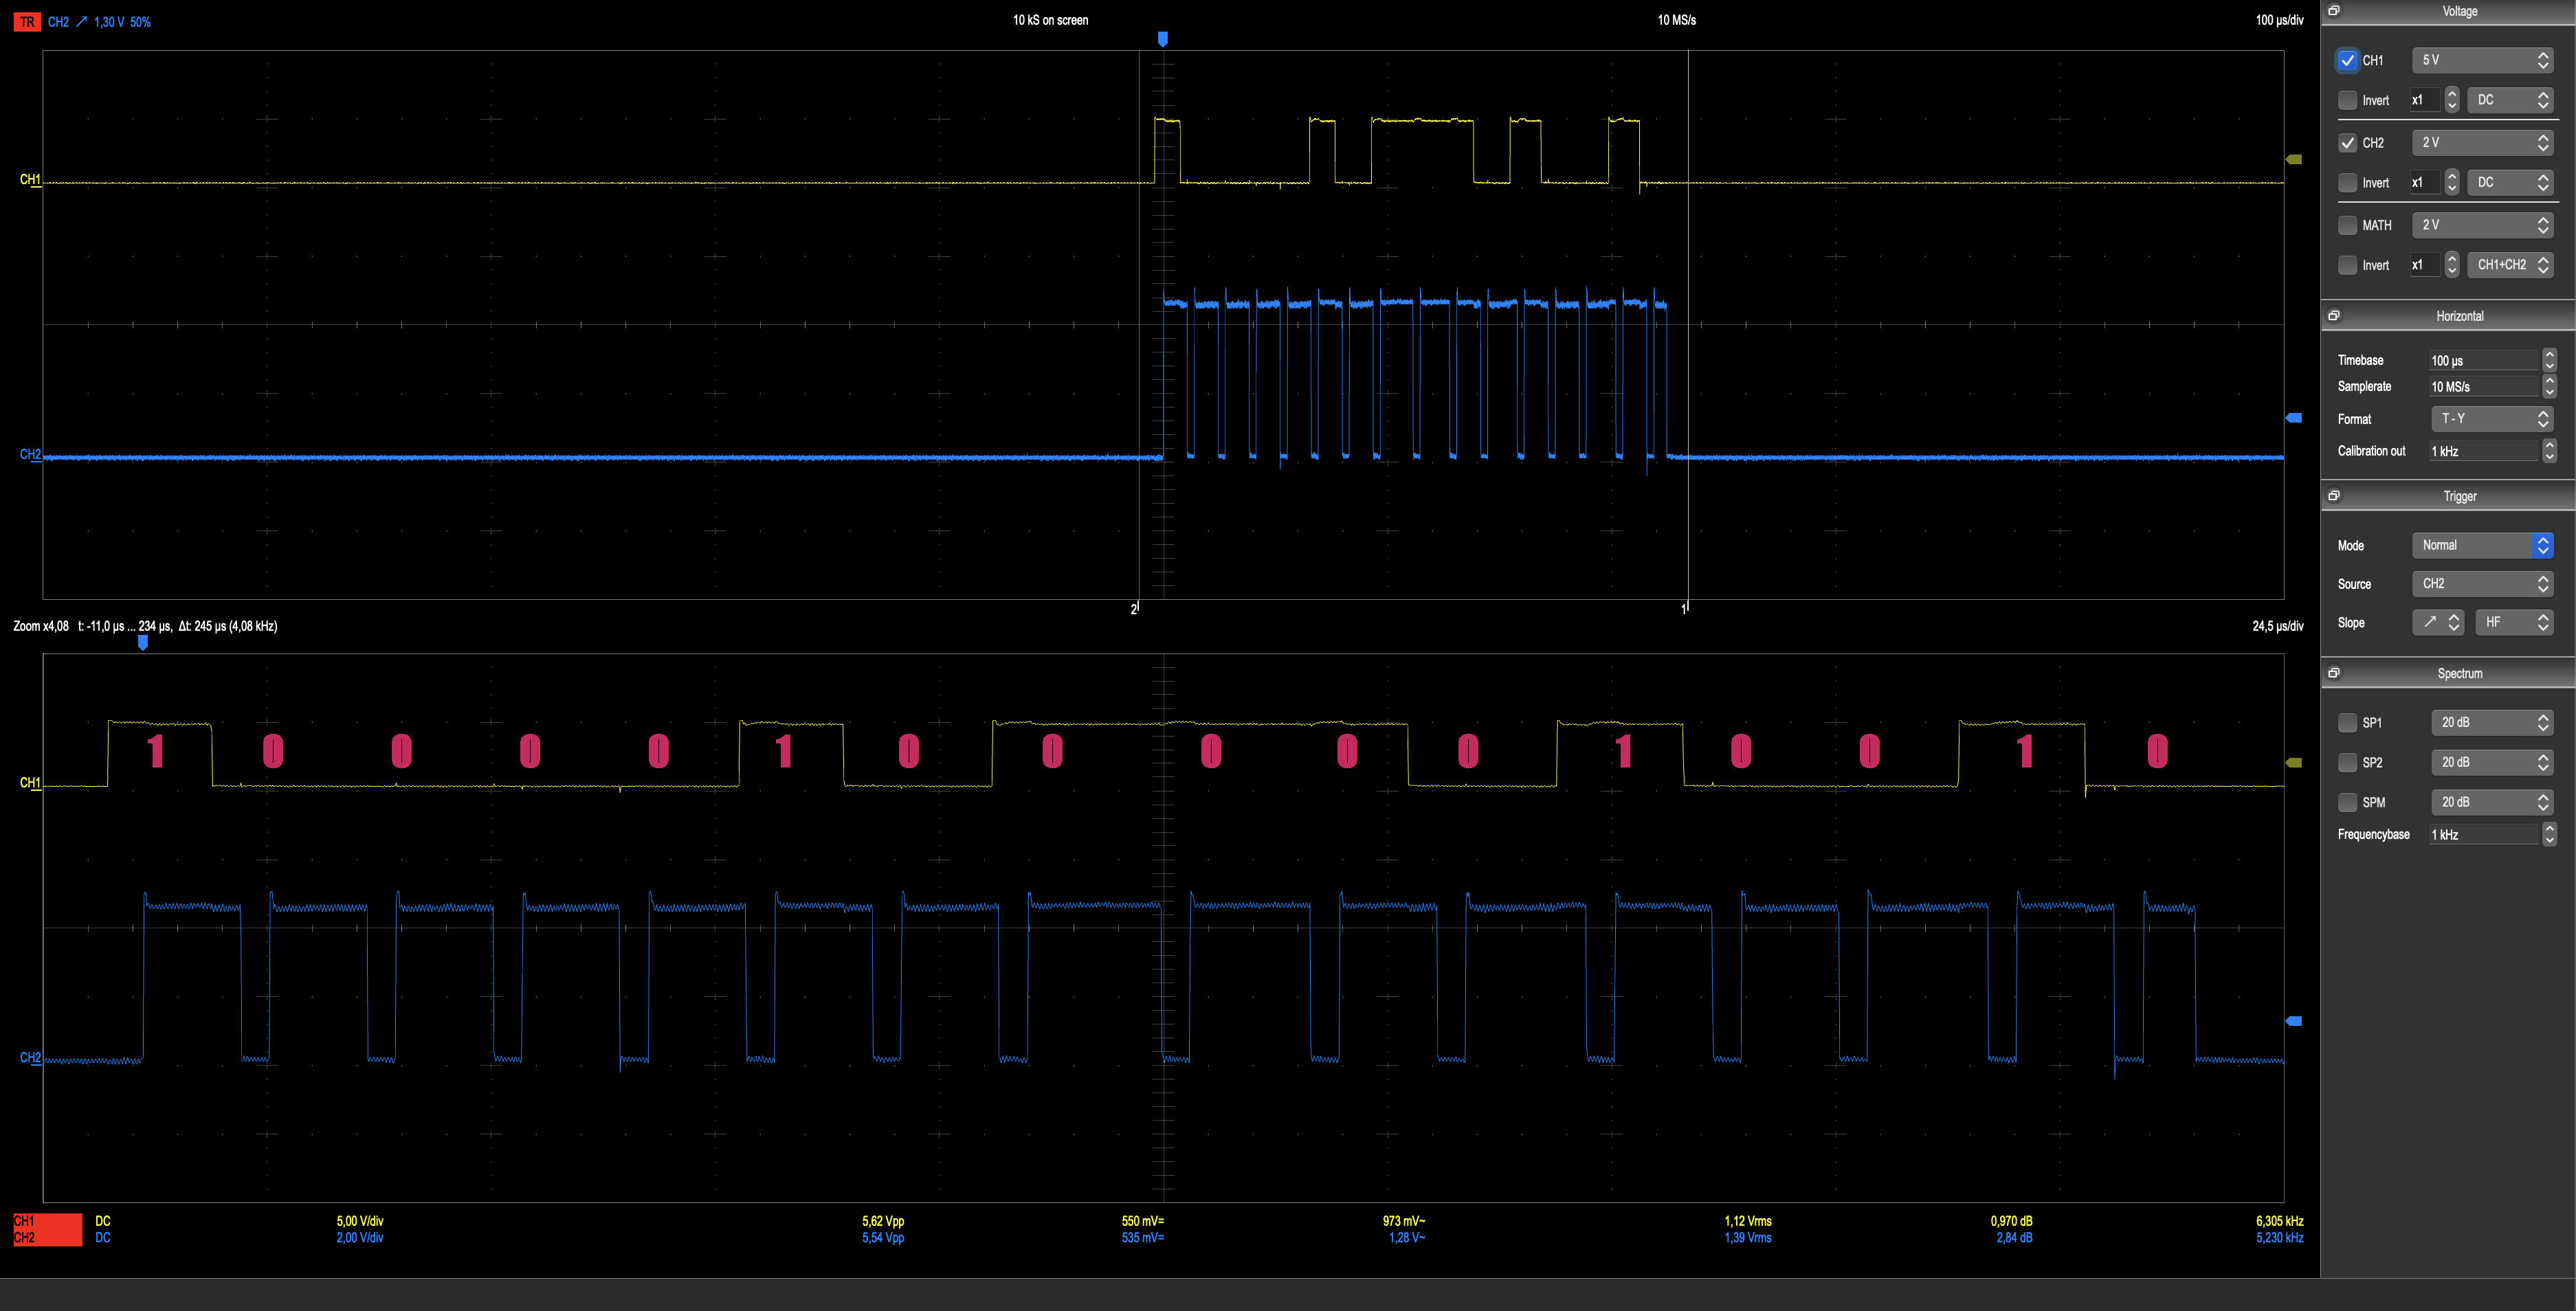 TR CH2 1,30 V 50% 10 kS on screen 10 MS/s 100 µs/div
CH1
CH2
2 1
Zoom x4,08 t: -11,0 µs ... 234 µs, Δt: 245 µs (4,08 kHz) 24,5 µs/div
1 0 0 0 0 1 0 0 0 0 0 1 0 0 1 0
CH1
CH2
CH1 DC 5,00 V/div 5,62 Vpp 550 mV= 973 mV~ 1,12 Vrms 0,970 dB 6,305 kHz
CH2 DC 2,00 V/div 5,54 Vpp 535 mV= 1,28 V~ 1,39 Vrms 2,84 dB 5,230 kHz
Voltage
CH1 5 V
Invert x1 DC
CH2 2 V
Invert x1 DC
MATH 2 V
Invert x1 CH1+CH2
Horizontal
Timebase 100 µs
Samplerate 10 MS/s
Format T - Y
Calibration out 1 kHz
Trigger
Mode Normal
Source CH2
Slope HF
Spectrum
SP1 20 dB
SP2 20 dB
SPM 20 dB
Frequencybase 1 kHz